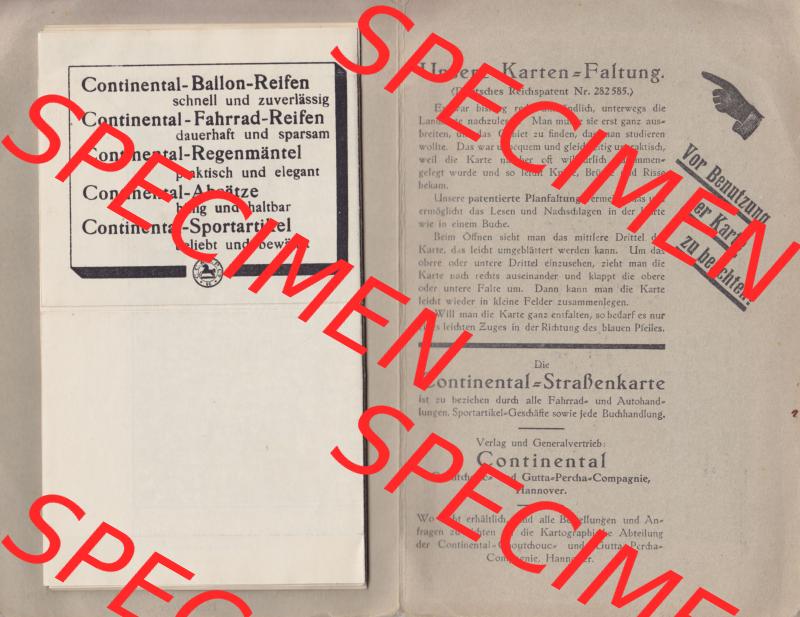 Continental-Ballon-Reifen
schnell und zuverlässig
Continental-Fahrrad-Reifen
dauerhaft und sparsam
Continental-Regenmäntel
praktisch und elegant
Continental-Absätze
und haltbar
Continental-Sportartikel
beliebt und bewährt
Unsere Karten=Faltung.
(Deutsches Reichspatent Nr. 282585.)
Es war bislang recht umständlich, unterwegs die
Landkarte nachzulesen. Man mußte sie erst ganz aus-
breiten, um das Gebiet zu finden, das man studieren
wollte. Das war unbequem und gleichzeitig unpraktisch,
weil die Karte nachher oft willkürlich zusammen-
gelegt wurde und so leicht Knicke, Brüche und Risse
bekam.
Unsere patentierte Planfaltung vermeidet das und
ermöglicht das Lesen und Nachschlagen in der Karte
wie in einem Buche.
Beim Öffnen sieht man das mittlere Drittel der
Karte, das leicht umgeblättert werden kann. Um das
obere oder untere Drittel einzusehen, zieht man die
Karte nach rechts auseinander und klappt die obere
oder untere Falte um. Dann kann man die Karte
leicht wieder in kleine Felder zusammenlegen.
Will man die Karte ganz entfalten, so bedarf es nur
eines leichten Zuges in der Richtung des blauen Pfeiles.
Vor Benutzung
der Karte
zu beachten!
Die
Continental=Straßenkarte
ist zu beziehen durch alle Fahrrad- und Autohand-
lungen, Sportartikel-Geschäfte sowie jede Buchhandlung.
Verlag und Generalvertrieb:
Continental
Caoutchouc- und Gutta-Percha-Compagnie,
Hannover.
Wo nicht erhältlich, sind alle Bestellungen und An-
fragen zu richten an die Kartographische Abteilung
der Continental-Caoutchouc- und Gutta-Percha-
Compagnie, Hannover.
SPECIMEN
SPECIMEN
SPECIMEN
SPECIMEN